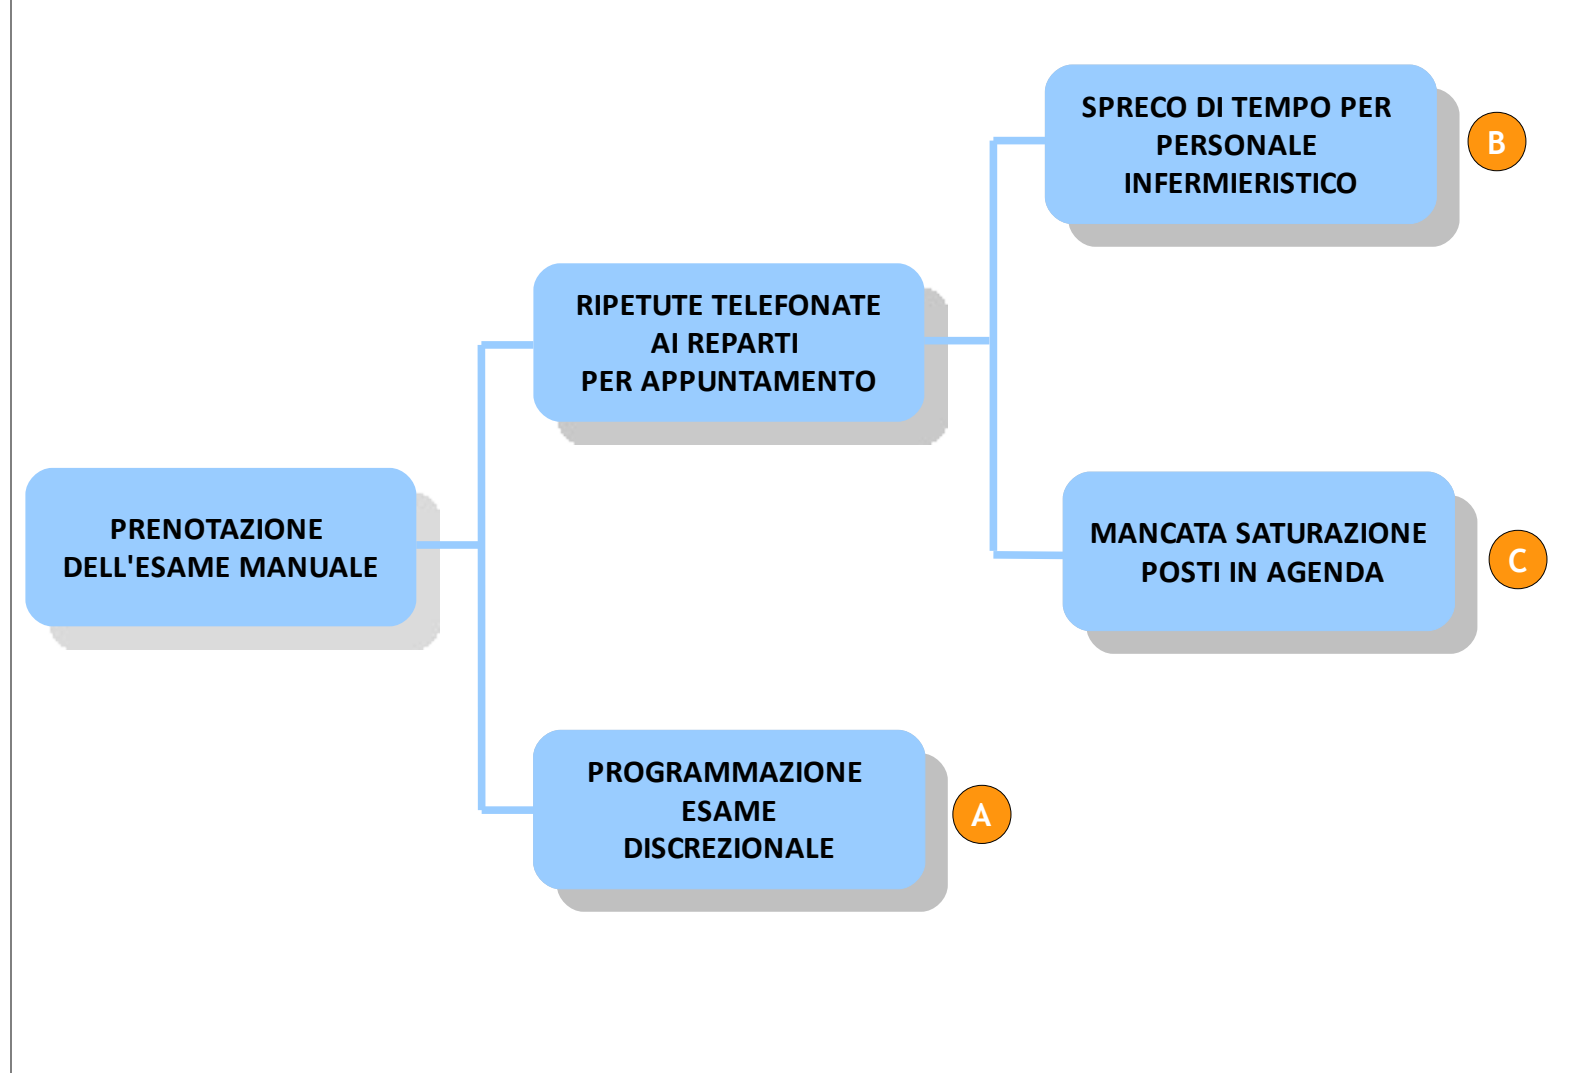 SPRECO DI TEMPO PER
PERSONALE
INFERMIERISTICO
B
RIPETUTE TELEFONATE
AI REPARTI
PER APPUNTAMENTO
PRENOTAZIONE
DELL'ESAME MANUALE
MANCATA SATURAZIONE
POSTI IN AGENDA
C
PROGRAMMAZIONE
ESAME
DISCREZIONALE
A